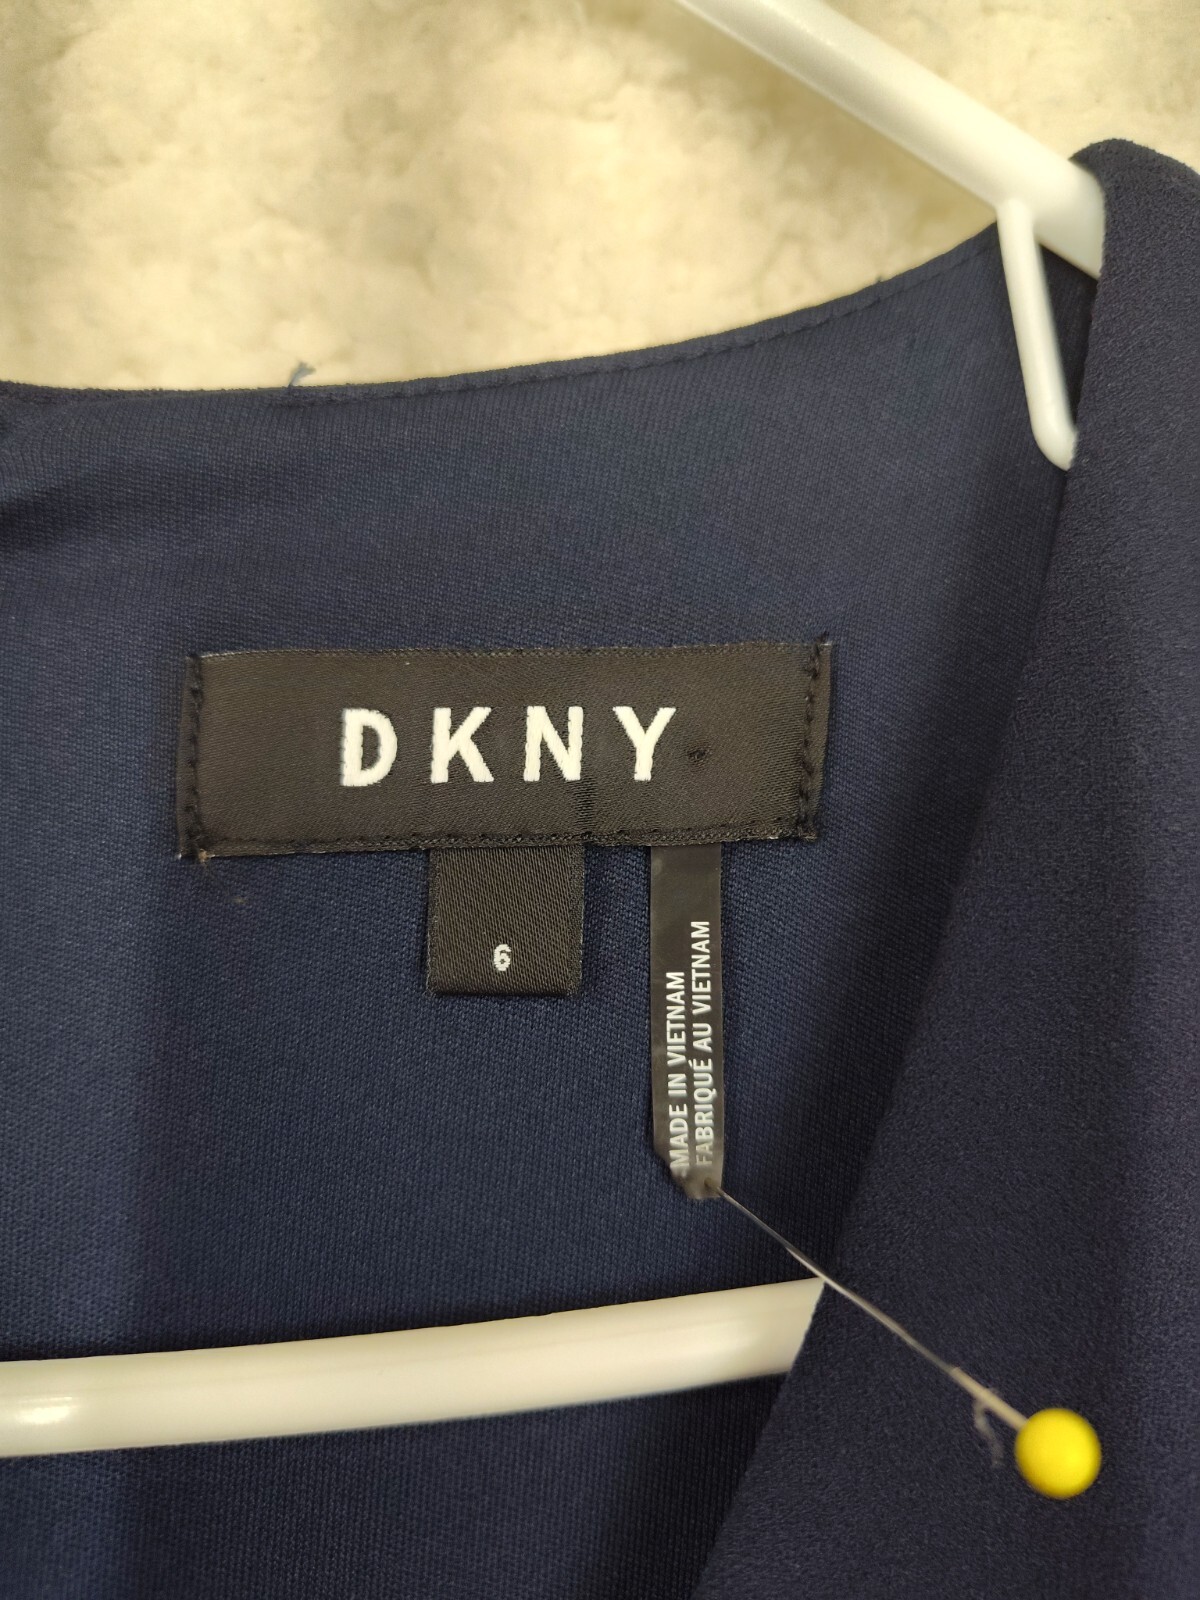 DKNY
6
MADE IN VIETNAM
FABRIQUÉ AU VIETNAM